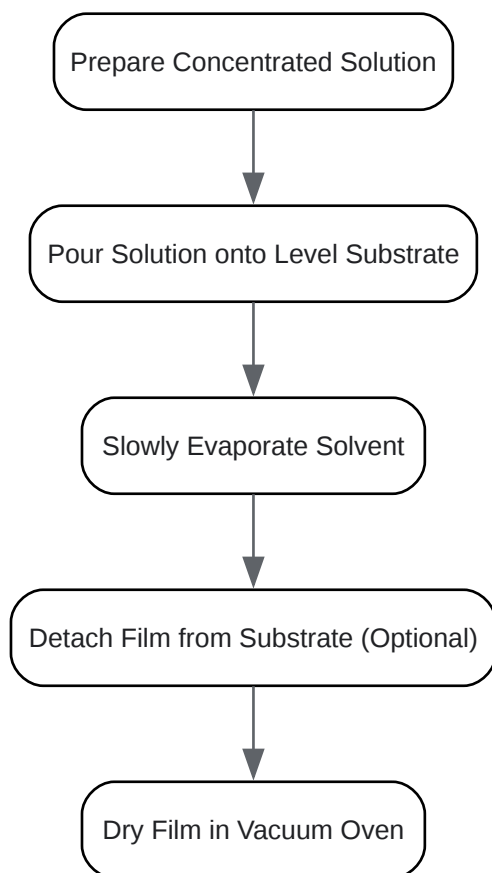 Prepare Concentrated Solution
Pour Solution onto Level Substrate
Slowly Evaporate Solvent
Detach Film from Substrate (Optional)
Dry Film in Vacuum Oven